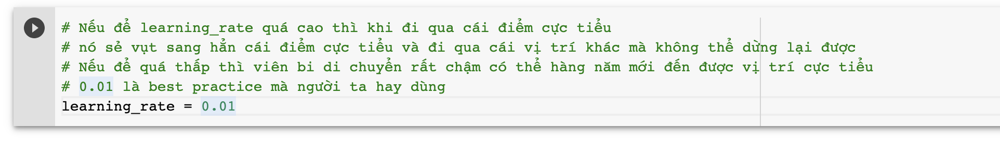 # Nếu để learning_rate quá cao thì khi đi qua cái điểm cực tiểu
# nó sẻ vụt sang hẳn cái điểm cực tiểu và đi qua cái vị trí khác mà không thể dừng lại được
# Nếu để quá thấp thì viên bi di chuyển rất chậm có thể hàng năm mới đến được vị trí cực tiểu
# 0.01 là best practice mà người ta hay dùng
learning_rate = 0.01